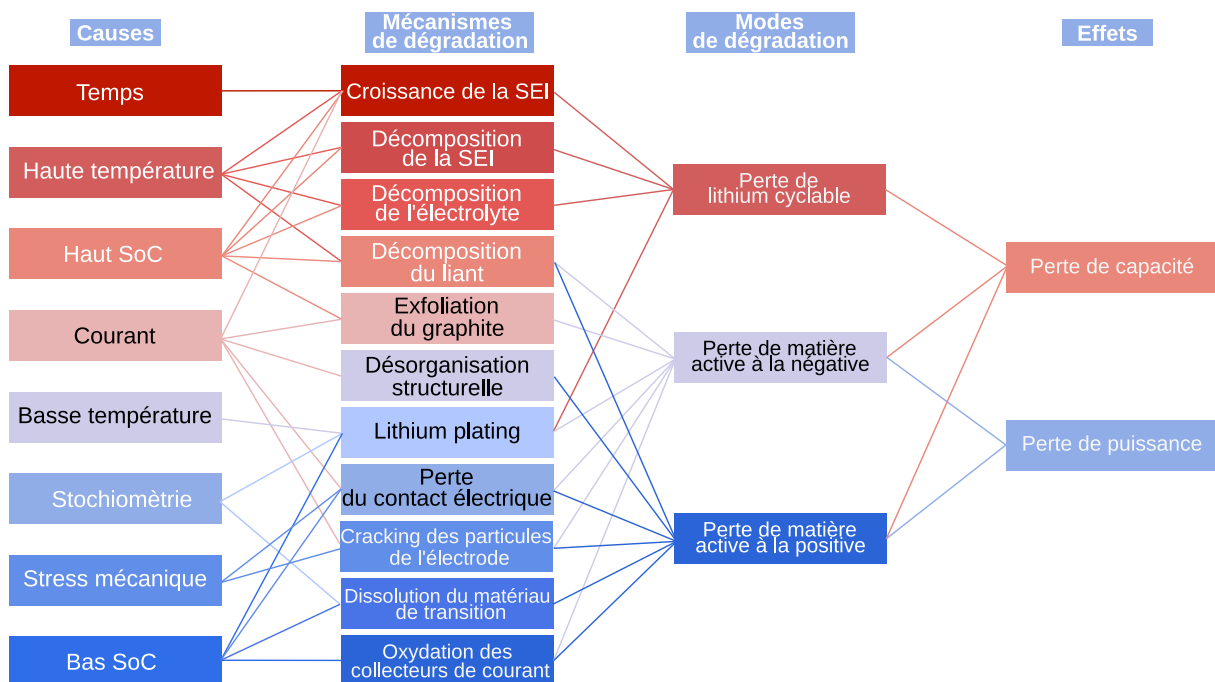 Causes
Mécanismes
de dégradation
Modes
de dégradation
Effets
Temps
Haute température
Haut SoC
Courant
Basse température
Stochiomètrie
Stress mécanique
Bas SoC
Croissance de la SEI
Décomposition
de la SEI
Décomposition
de l'électrolyte
Décomposition
du liant
Exfoliation
du graphite
Désorganisation
structurelle
Lithium plating
Perte
du contact électrique
Cracking des particules
de l'électrode
Dissolution du matériau
de transition
Oxydation des
collecteurs de courant
Perte de
lithium cyclable
Perte de matière
active à la négative
Perte de matière
active à la positive
Perte de capacité
Perte de puissance